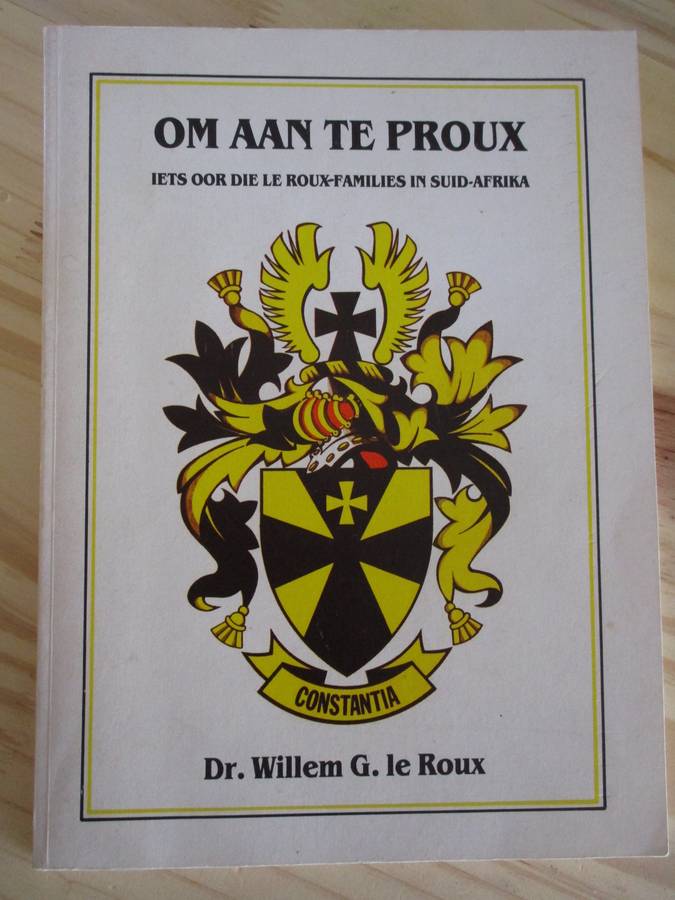 OM AAN TE PROUX
IETS OOR DIE LE ROUX-FAMILIES IN SUID-AFRIKA
CONSTANTIA
Dr. Willem G. le Roux